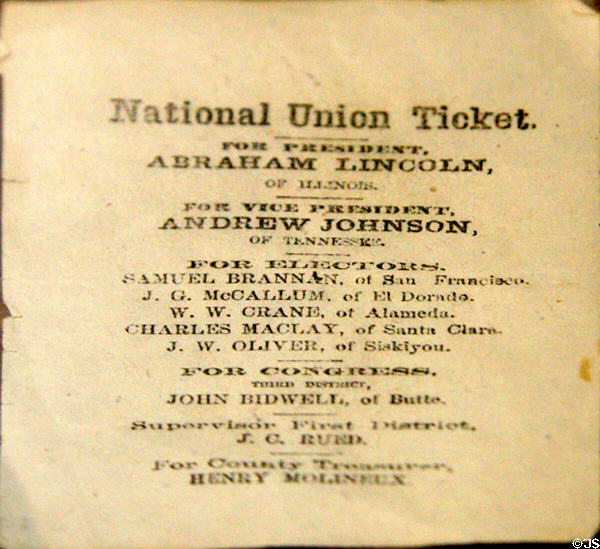 National Union Ticket.
FOR PRESIDENT,
ABRAHAM LINCOLN,
OF ILLINOIS.
FOR VICE PRESIDENT,
ANDREW JOHNSON,
OF TENNESSEE.
FOR ELECTORS.
SAMUEL BRANNAN, of San Francisco.
J. G. McCALLUM, of El Dorado.
W. W. CRANE, of Alameda.
CHARLES MACLAY, of Santa Clara.
J. W. OLIVER, of Siskiyou.
FOR CONGRESS,
THIRD DISTRICT,
JOHN BIDWELL, of Butte.
Supervisor First District,
J. C. RUED.
For County Treasurer,
HENRY MOLINEUX
©JS